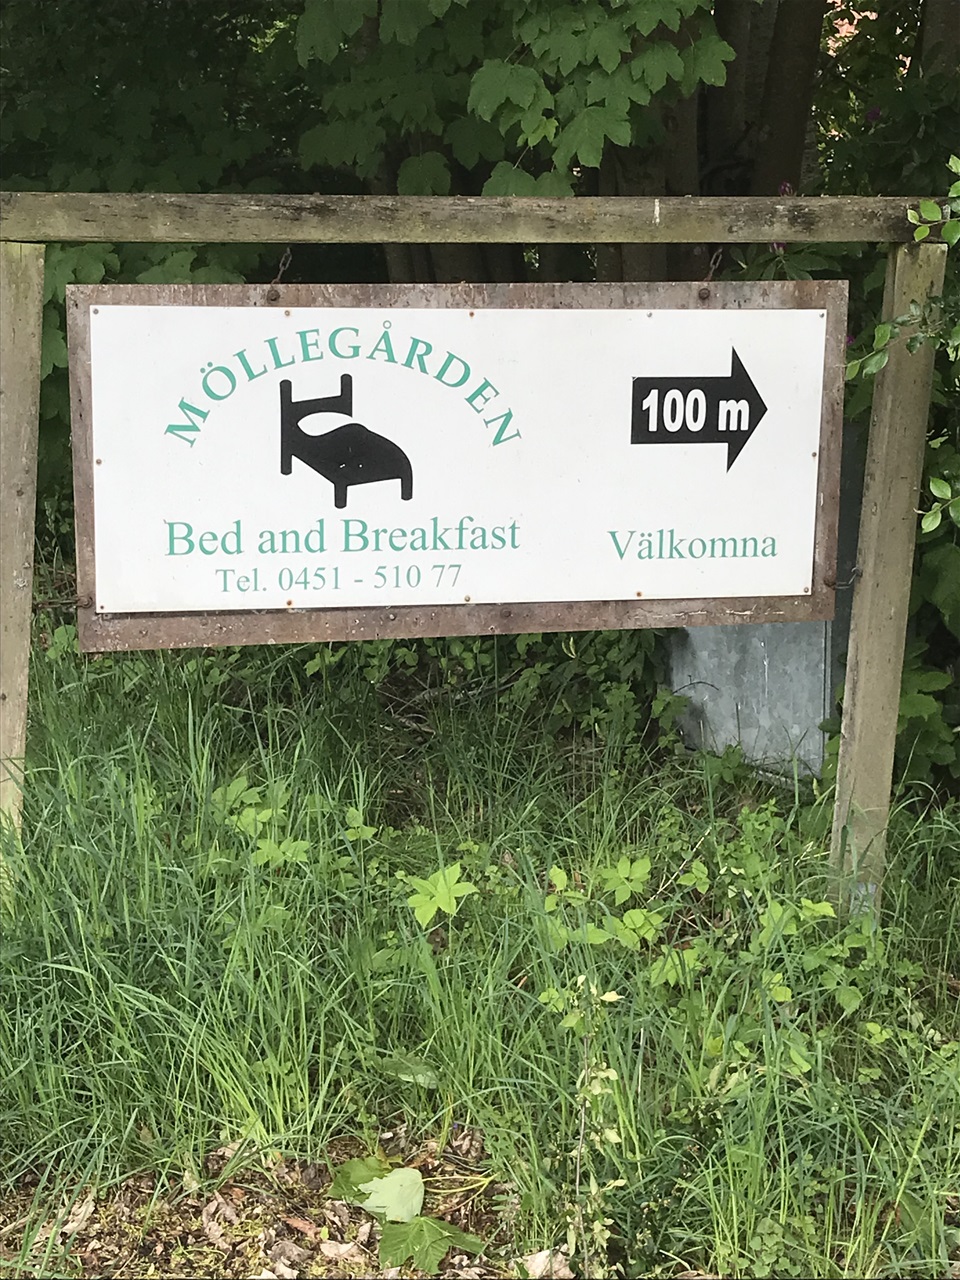 MÖLLEGÅRDEN
Bed and Breakfast
Tel. 0451 - 510 77
100 m
Välkomna